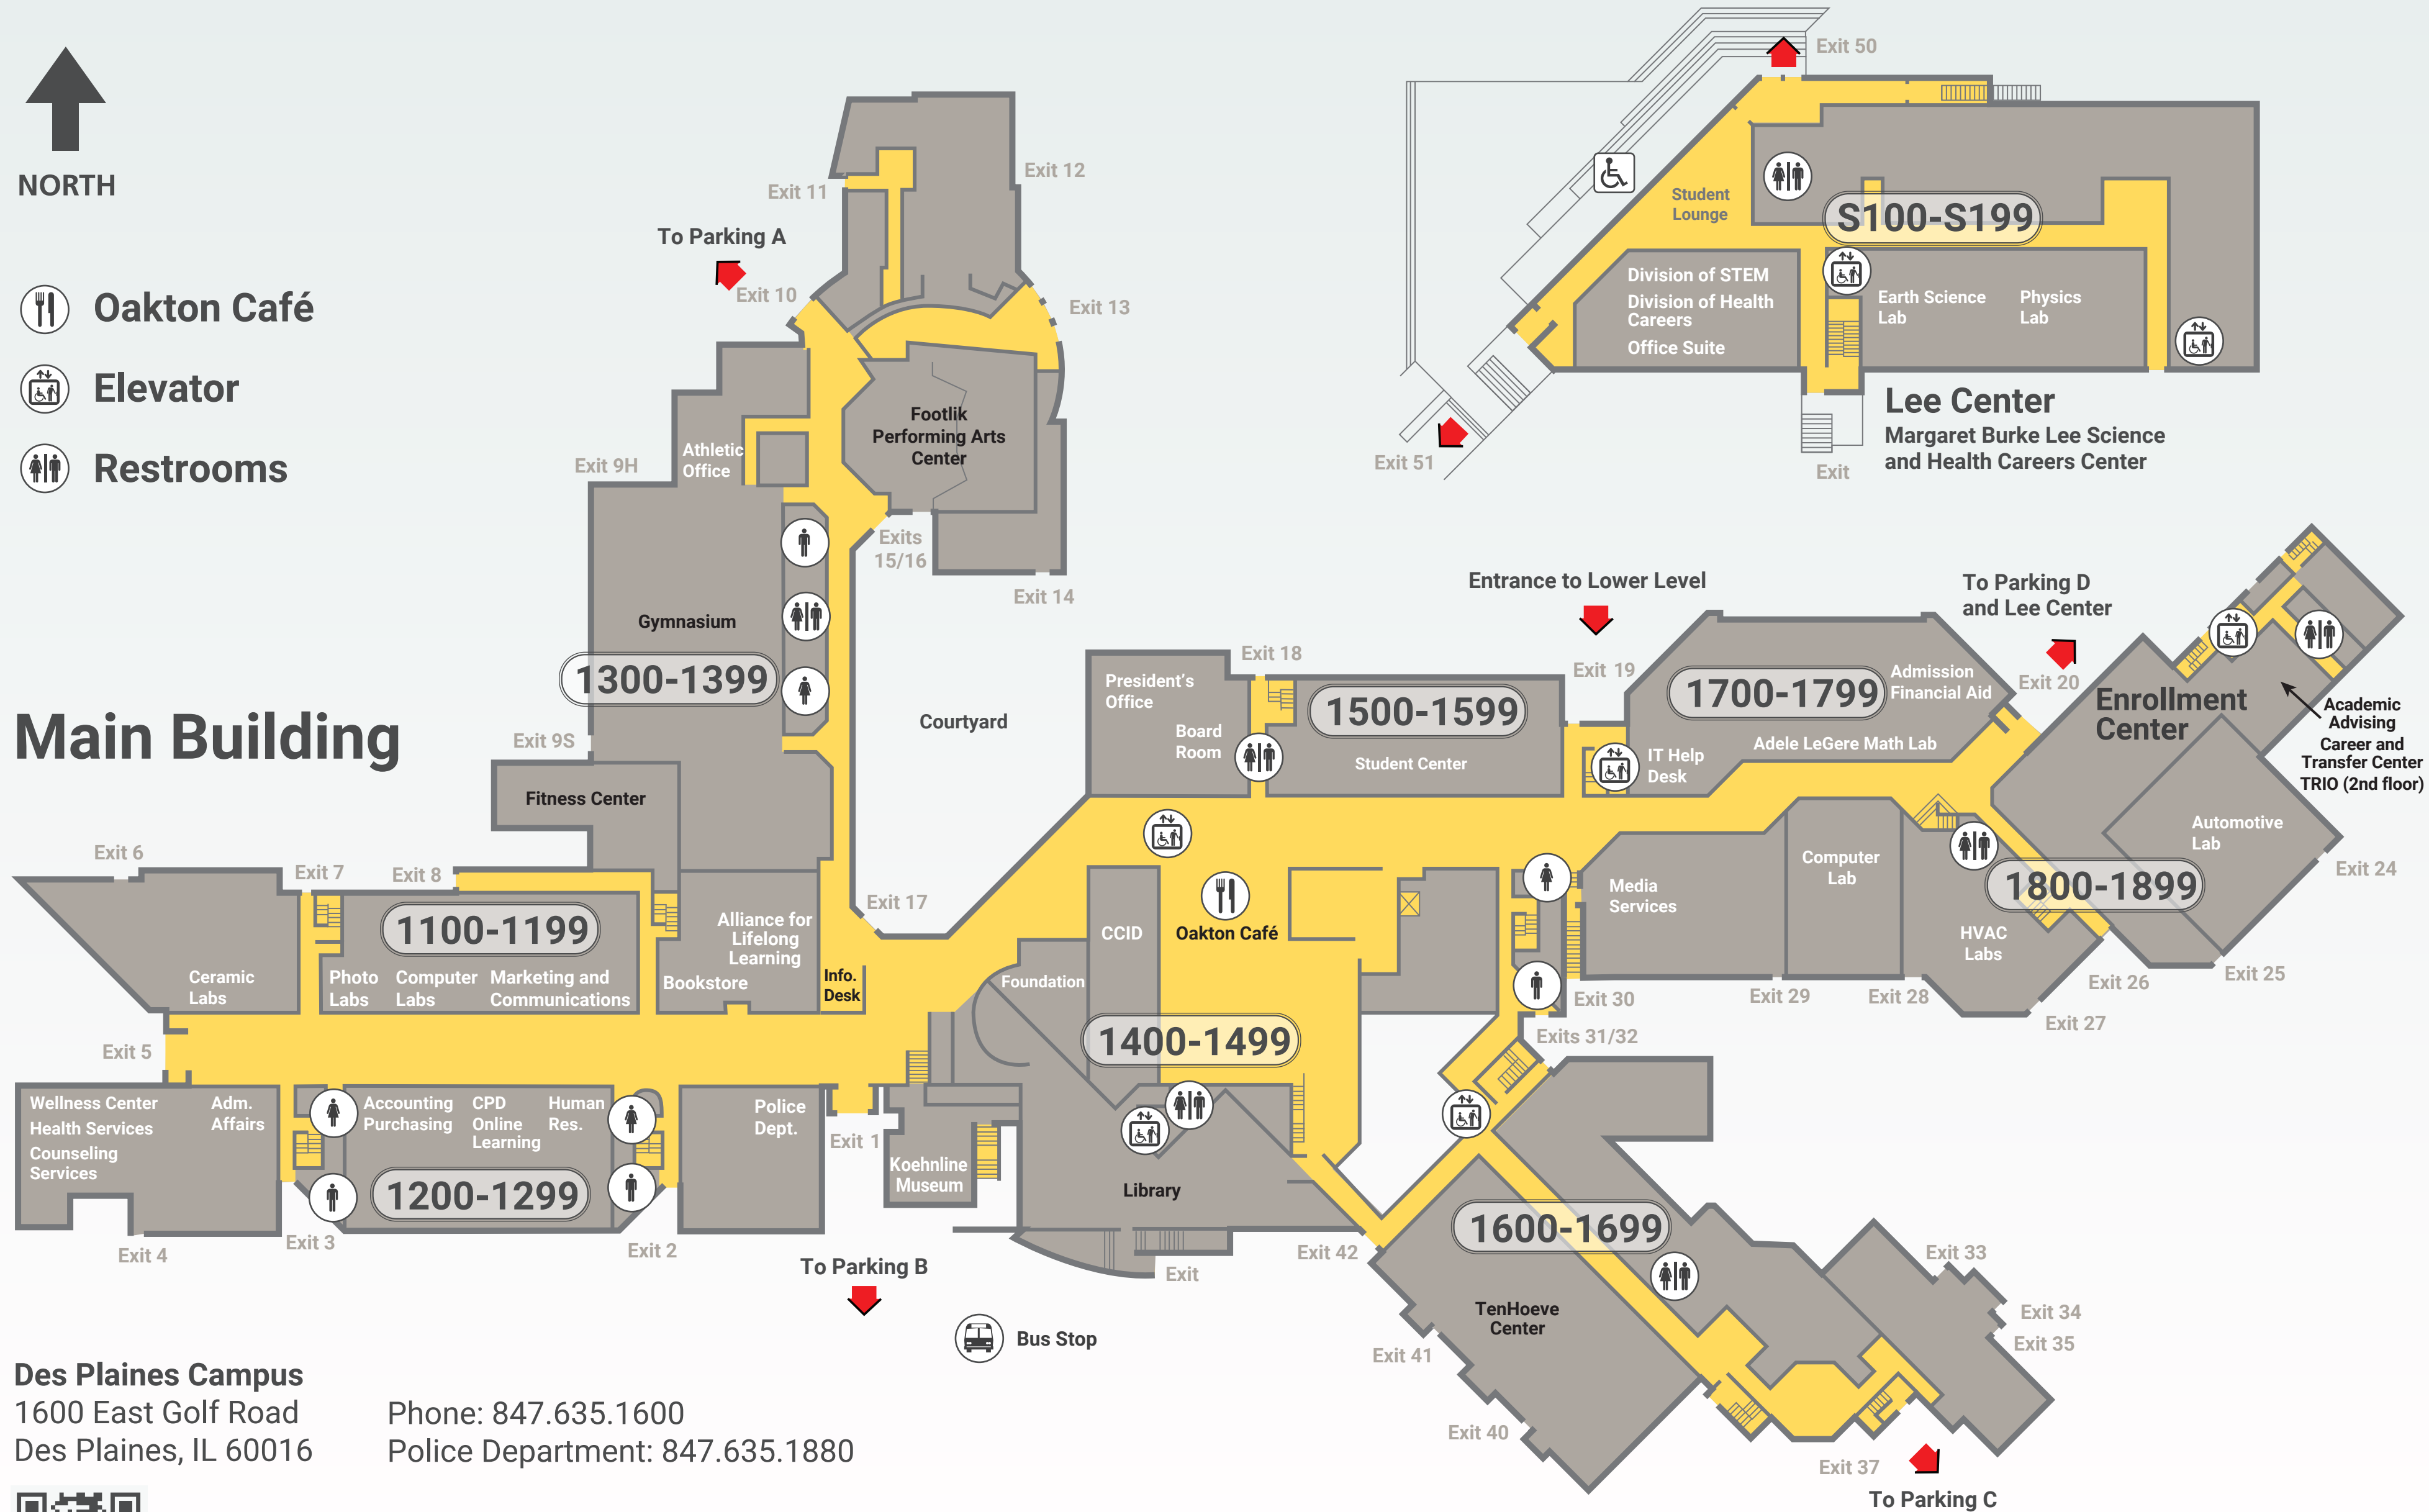 NORTH
Oakton Café
Elevator
Restrooms
Main Building
Exit 50
Student
Lounge
S100-S199
Division of STEM
Division of Health
Careers
Office Suite
Earth Science
Lab
Physics
Lab
Exit 51
Exit
Lee Center
Margaret Burke Lee Science
and Health Careers Center
Exit 12
Exit 11
To Parking A
Exit 10
Exit 13
Footlik
Performing Arts
Center
Athletic
Office
Exit 9H
Exits
15/16
Exit 14
Gymnasium
1300-1399
Courtyard
Exit 9S
Fitness Center
Exit 6
Exit 7
Exit 8
Exit 17
1100-1199
Ceramic
Labs
Photo
Labs
Computer
Labs
Marketing and
Communications
Alliance for
Lifelong
Learning
Bookstore
Info.
Desk
Exit 5
Wellness Center
Health Services
Counseling
Services
Adm.
Affairs
Accounting
Purchasing
CPD
Online
Learning
Human
Res.
1200-1299
Police
Dept.
Exit 1
Exit 4
Exit 3
Exit 2
To Parking B
Koehnline
Museum
Foundation
CCID
Oakton Café
1400-1499
Library
Exit
Exit 42
Bus Stop
President's
Office
Board
Room
Exit 18
1500-1599
Student Center
Entrance to Lower Level
Exit 19
1700-1799
Admission
Financial Aid
IT Help
Desk
Adele LeGere Math Lab
To Parking D
and Lee Center
Exit 20
Enrollment
Center
Academic
Advising
Career and
Transfer Center
TRIO (2nd floor)
Automotive
Lab
Exit 24
1800-1899
Computer
Lab
Media
Services
HVAC
Labs
Exit 25
Exit 26
Exit 27
Exit 28
Exit 29
Exit 30
Exits 31/32
1600-1699
TenHoeve
Center
Exit 33
Exit 34
Exit 35
Exit 41
Exit 40
Exit 37
To Parking C
Des Plaines Campus
1600 East Golf Road
Des Plaines, IL 60016
Phone: 847.635.1600
Police Department: 847.635.1880